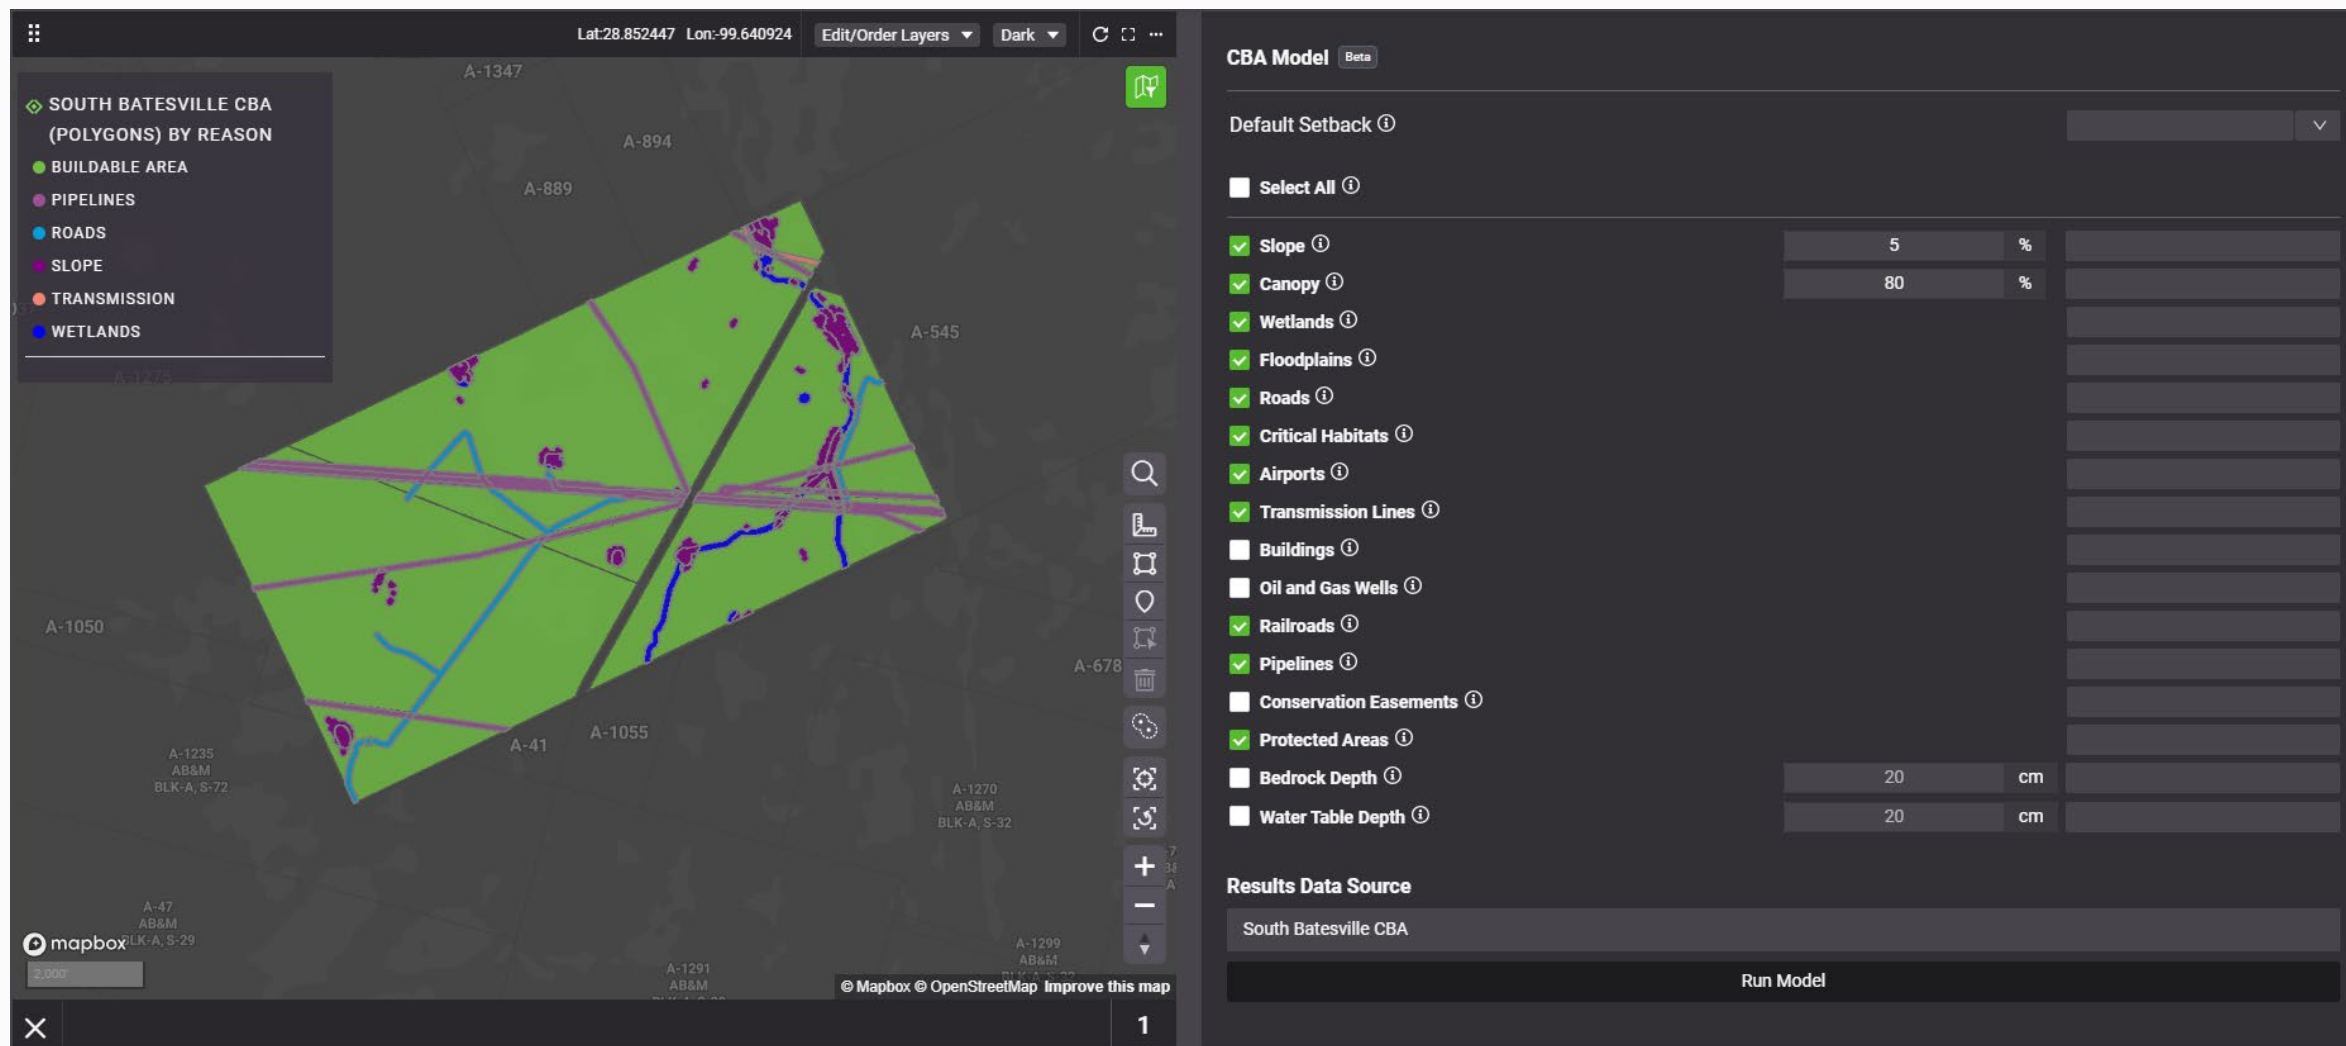 Lat:28.852447 Lon:-99.640924 Edit/Order Layers Dark
SOUTH BATESVILLE CBA
(POLYGONS) BY REASON
BUILDABLE AREA
PIPELINES
ROADS
SLOPE
TRANSMISSION
WETLANDS
A-1347
A-894
A-889
A-545
A-1275
A-1050
A-678
A-1055
A-41
A-1235
AB&M
BLK-A, S-72
A-1270
AB&M
BLK-A, S-32
A-47
AB&M
BLK-A, S-29
A-1299
AB&M
A-1291
AB&M
mapbox
2,000'
© Mapbox © OpenStreetMap Improve this map
1
CBA Model Beta
Default Setback
Select All
Slope 5 %
Canopy 80 %
Wetlands
Floodplains
Roads
Critical Habitats
Airports
Transmission Lines
Buildings
Oil and Gas Wells
Railroads
Pipelines
Conservation Easements
Protected Areas
Bedrock Depth 20 cm
Water Table Depth 20 cm
Results Data Source
South Batesville CBA
Run Model